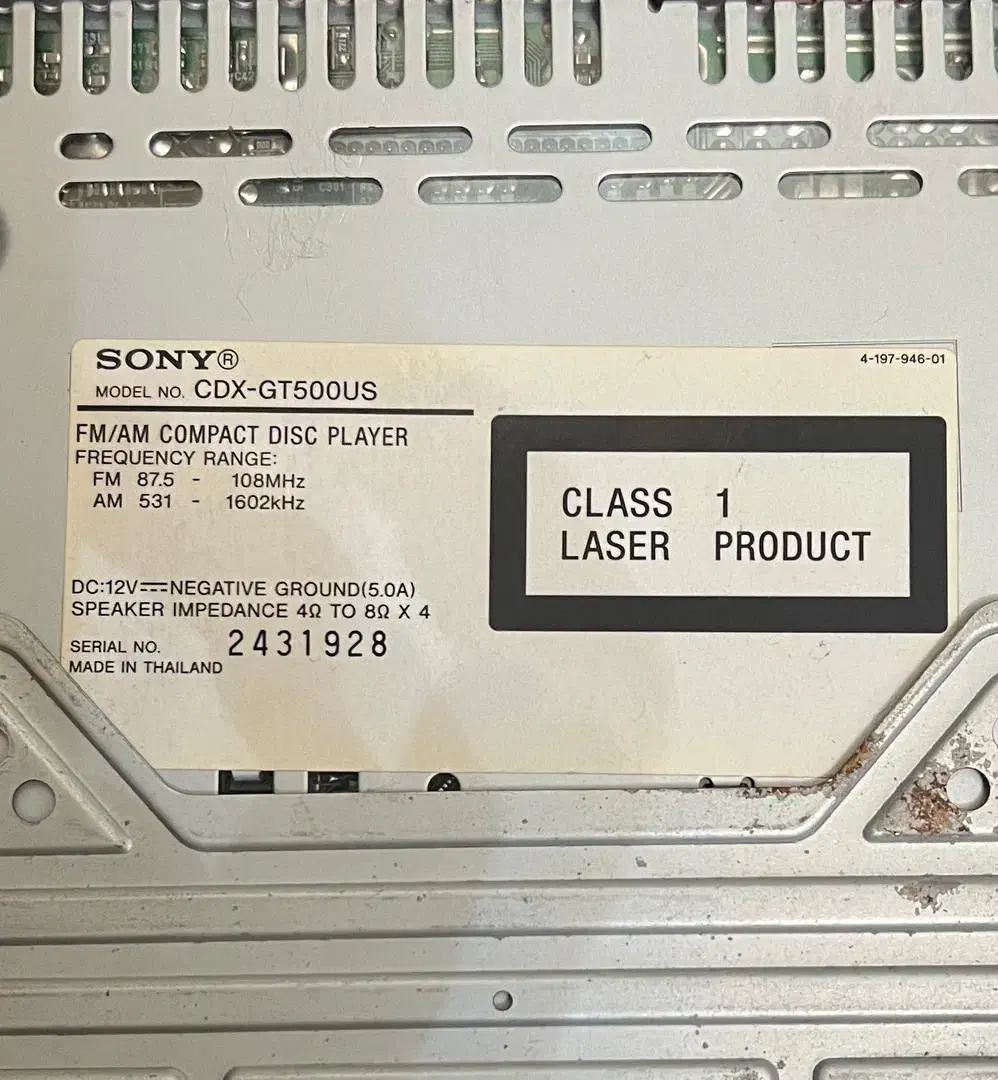 SONY®
4-197-946-01
MODEL NO. CDX-GT500US
FM/AM COMPACT DISC PLAYER
FREQUENCY RANGE:
FM 87.5 - 108MHz
AM 531 - 1602kHz
CLASS 1
LASER PRODUCT
DC:12V⎓NEGATIVE GROUND(5.0A)
SPEAKER IMPEDANCE 4Ω TO 8Ω X 4
SERIAL NO. 2431928
MADE IN THAILAND